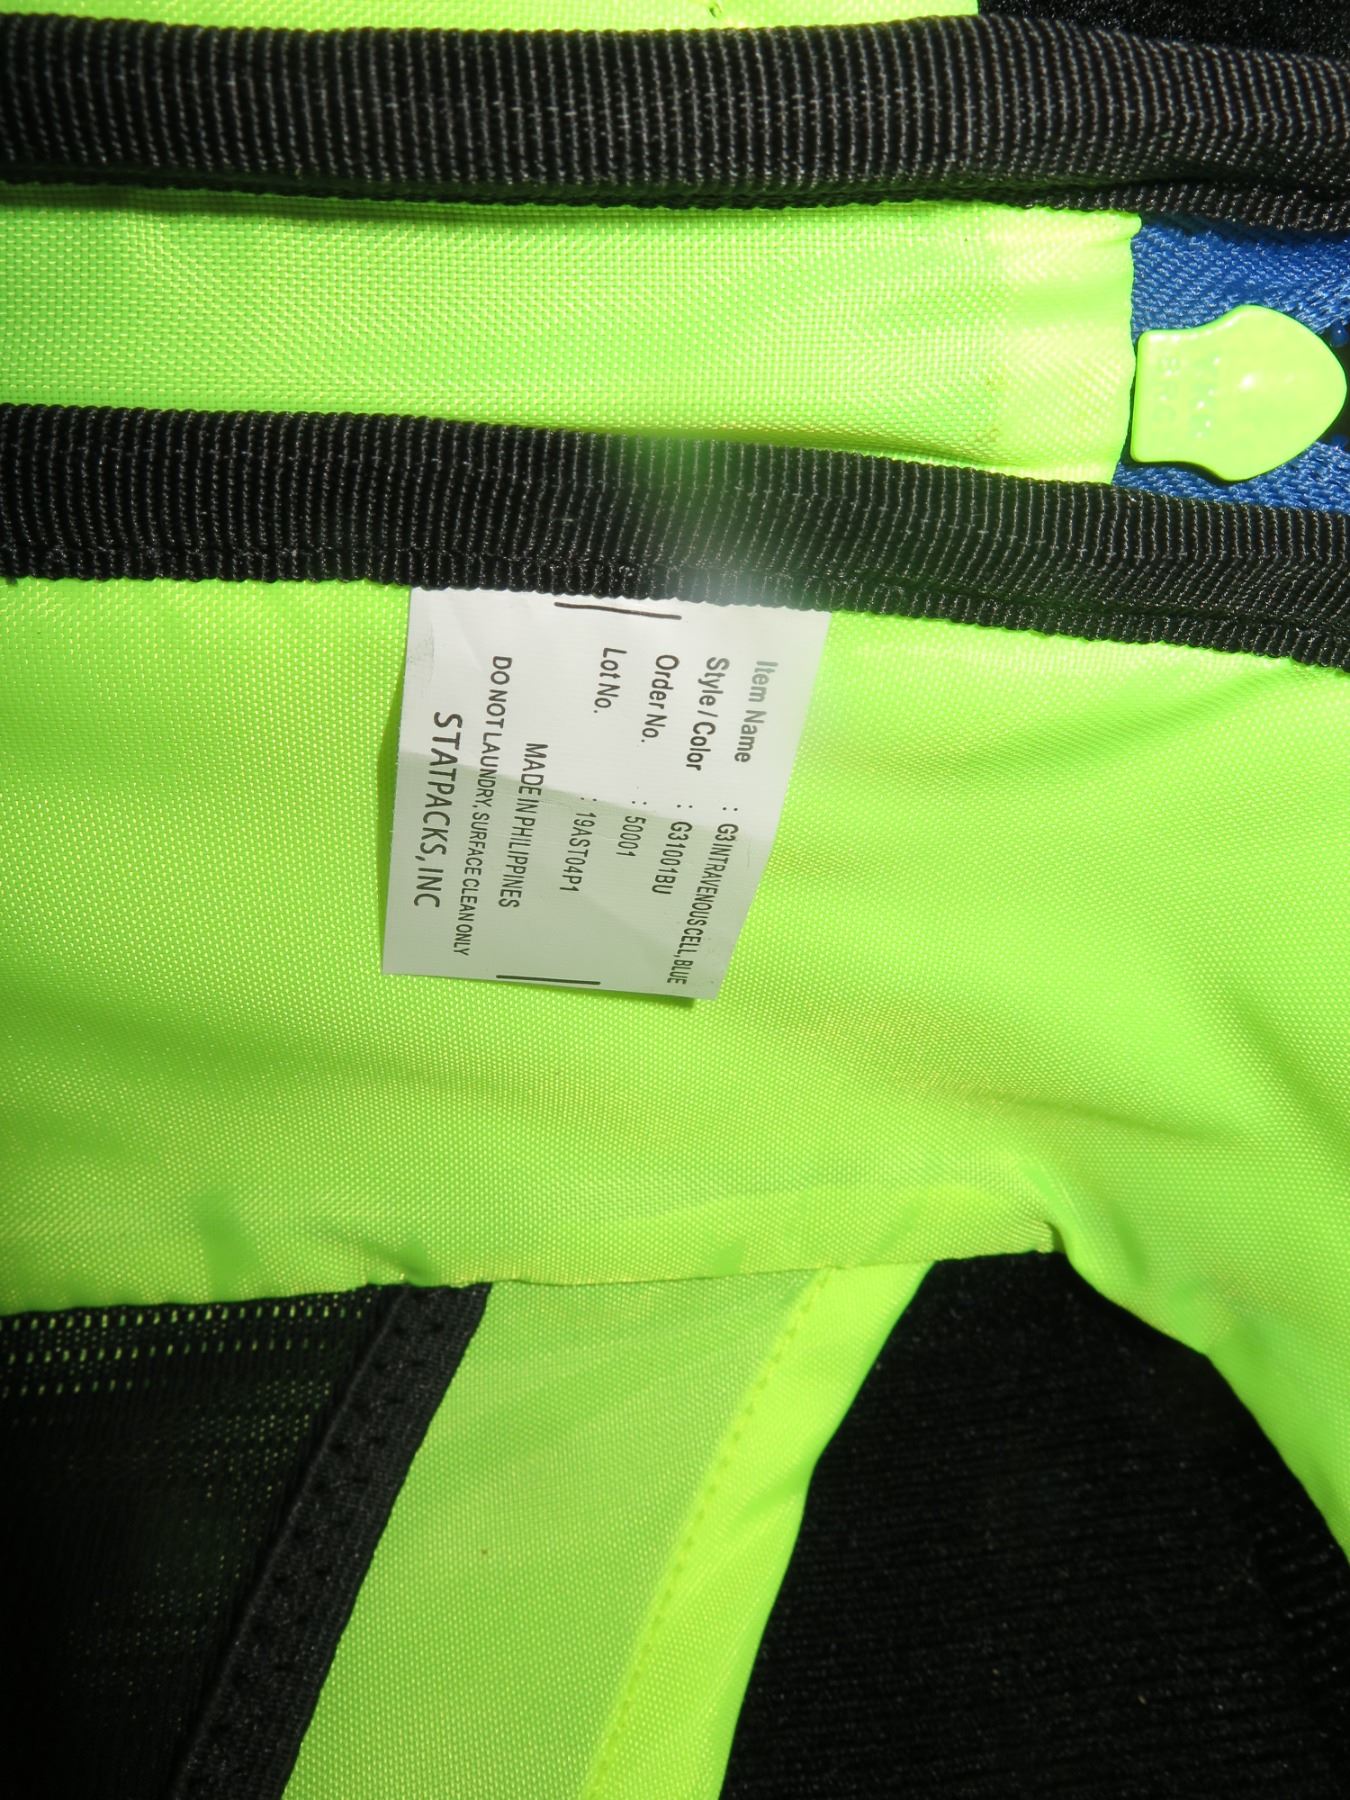 Item Name : G3 INTRAVENOUS CELL, BLUE
Style / Color : G31001BU
Order No. : 50001
Lot No. : 19AST04P1
MADE IN PHILIPPINES
DO NOT LAUNDRY, SURFACE CLEAN ONLY
STATPACKS, INC